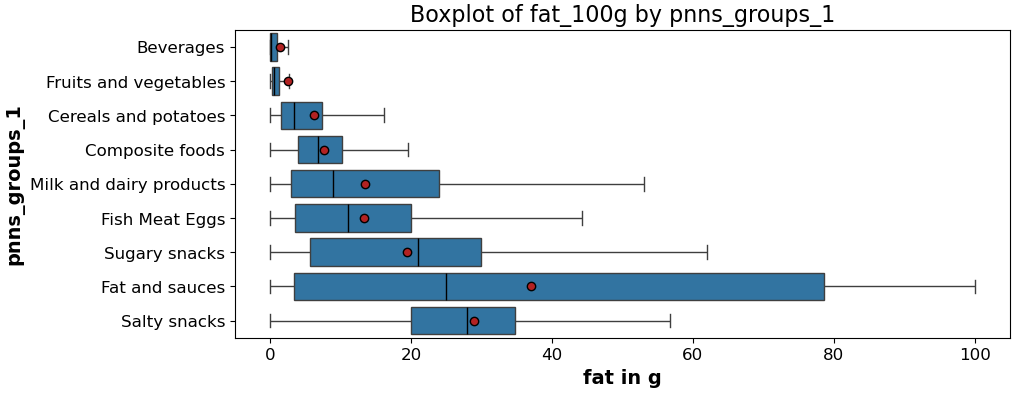 Boxplot of fat_100g by pnns_groups_1
pnns_groups_1
Beverages
Fruits and vegetables
Cereals and potatoes
Composite foods
Milk and dairy products
Fish Meat Eggs
Sugary snacks
Fat and sauces
Salty snacks
0 20 40 60 80 100
fat in g